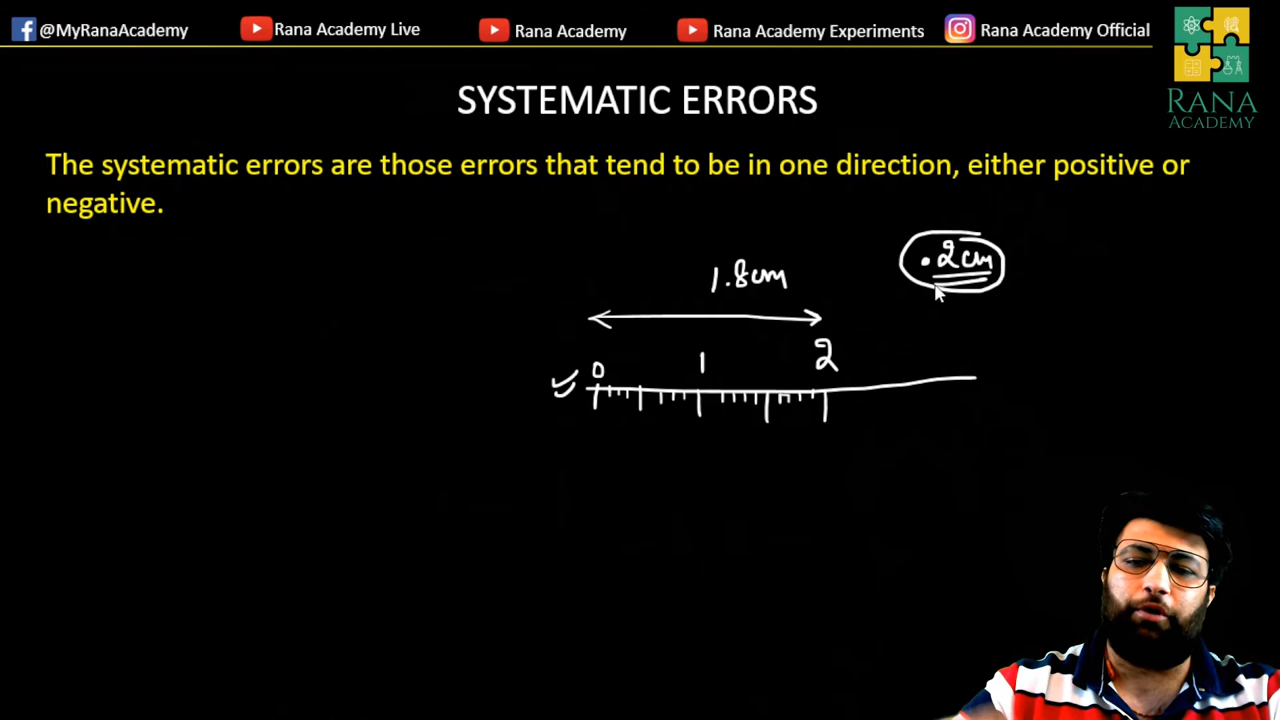 @MyRanaAcademy
Rana Academy Live
Rana Academy
Rana Academy Experiments
Rana Academy Official
RANA
ACADEMY
SYSTEMATIC ERRORS
The systematic errors are those errors that tend to be in one direction, either positive or
negative.
.2cm
1.8cm
0 1 2